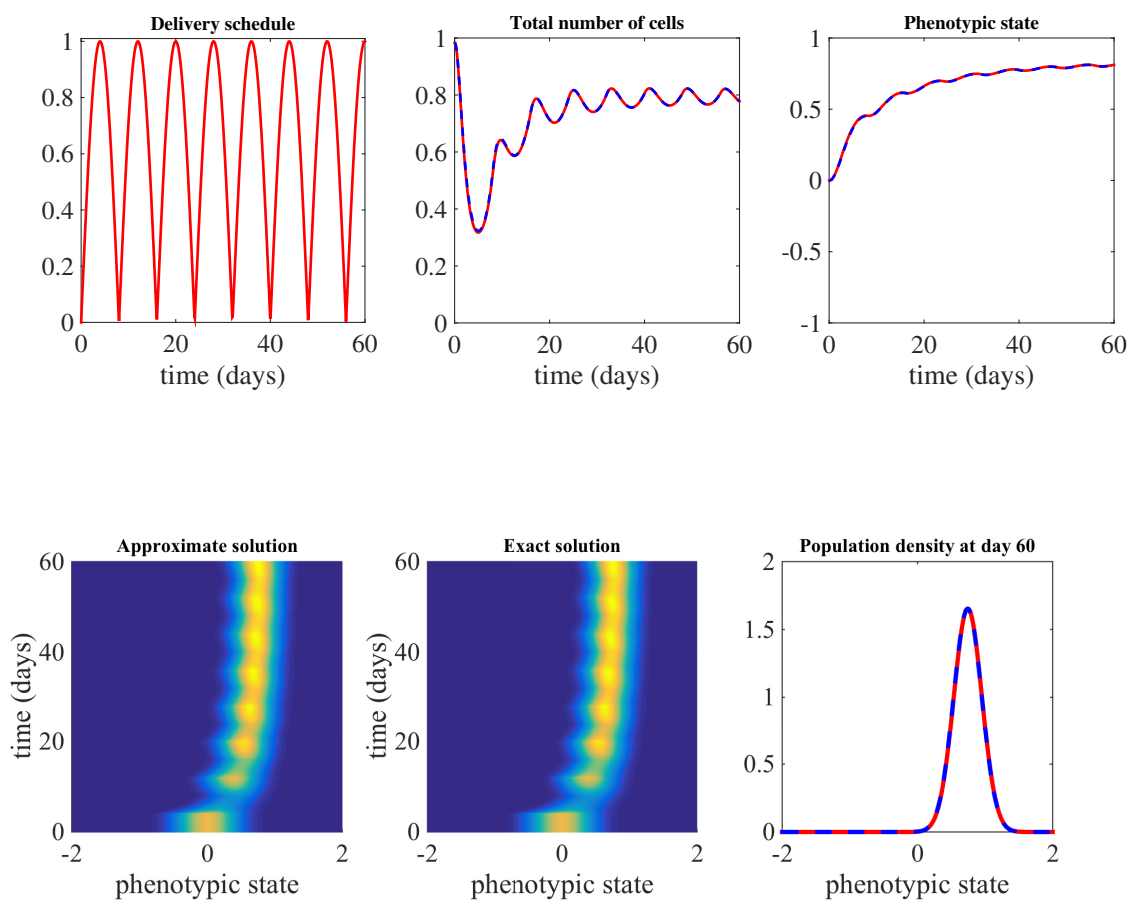 Delivery schedule
1
0.8
0.6
0.4
0.2
0
0 20 40 60
time (days)
Total number of cells
1
0.8
0.6
0.4
0.2
0
0 20 40 60
time (days)
Phenotypic state
1
0.5
0
-0.5
-1
0 20 40 60
time (days)
Approximate solution
60
40
20
0
time (days)
-2 0 2
phenotypic state
Exact solution
60
40
20
0
time (days)
-2 0 2
phenotypic state
Population density at day 60
2
1.5
1
0.5
0
-2 0 2
phenotypic state